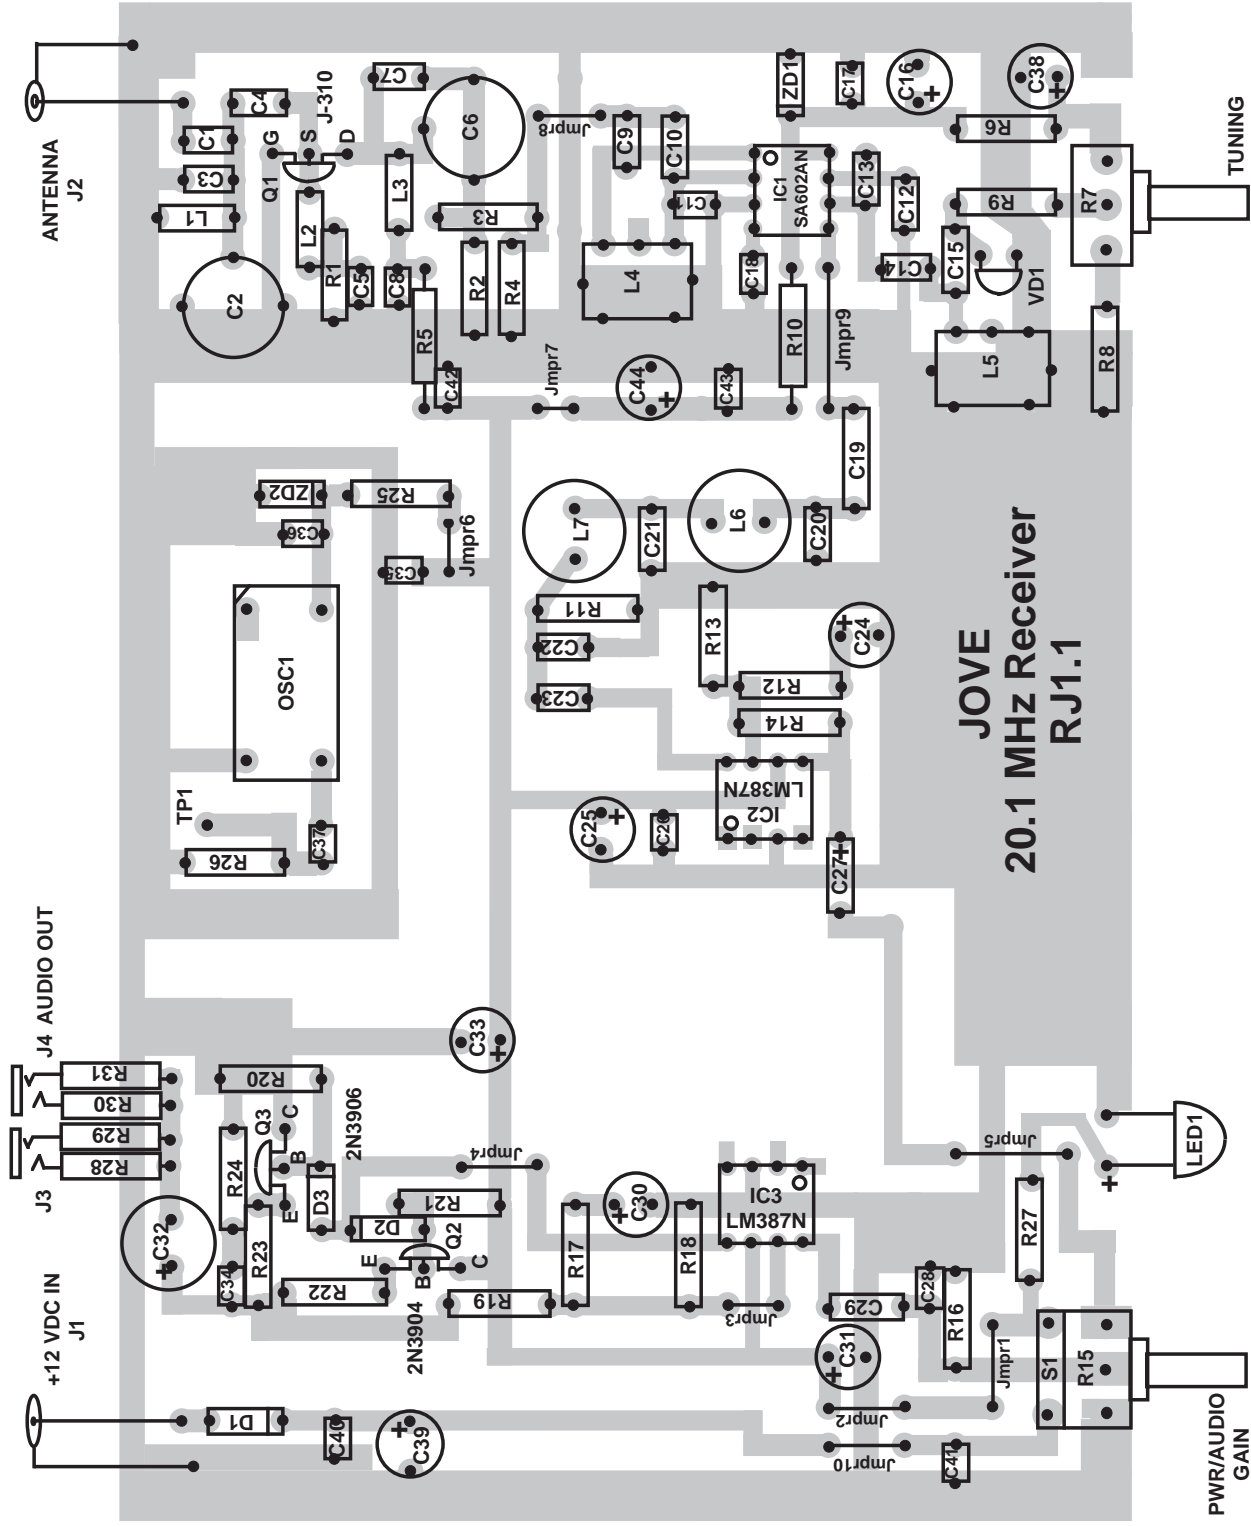 ANTENNA
J2
C1
C3
L1
C4
J-310
G
S
D
Q1
C2
L2
R1
C5
C7
L3
C8
R5
C42
C6
R3
R2
R4
Jmpr8
Jmpr7
C9
C10
C11
L4
C44
ZD1
IC1
SA602AN
C18
R10
C43
Jmpr9
C17
C13
C12
C14
C19
C16
C38
R6
R9
C15
VD1
L5
R7
R8
TUNING
ZD2
R25
C36
C35
Jmpr6
OSC1
TP1
R26
C37
L7
C21
L6
C20
R11
C22
C23
R13
R12
R14
C24
LM387N
IC2
C25
C26
C27
JOVE
20.1 MHz Receiver
RJ1.1
J4 AUDIO OUT
J3
R31
R30
R29
R28
C33
R20
Q3
C
B
E
2N3906
R24
R23
C32
C34
D3
D2
R21
Q2
E
B
C
R22
2N3904
R19
Jmpr4
R17
C30
R18
IC3
LM387N
Jmpr3
C29
C31
C28
R16
R27
Jmpr5
LED1
Jmpr1
Jmpr2
Jmpr10
C41
S1
R15
PWR/AUDIO
GAIN
+12 VDC IN
J1
D1
C40
C39